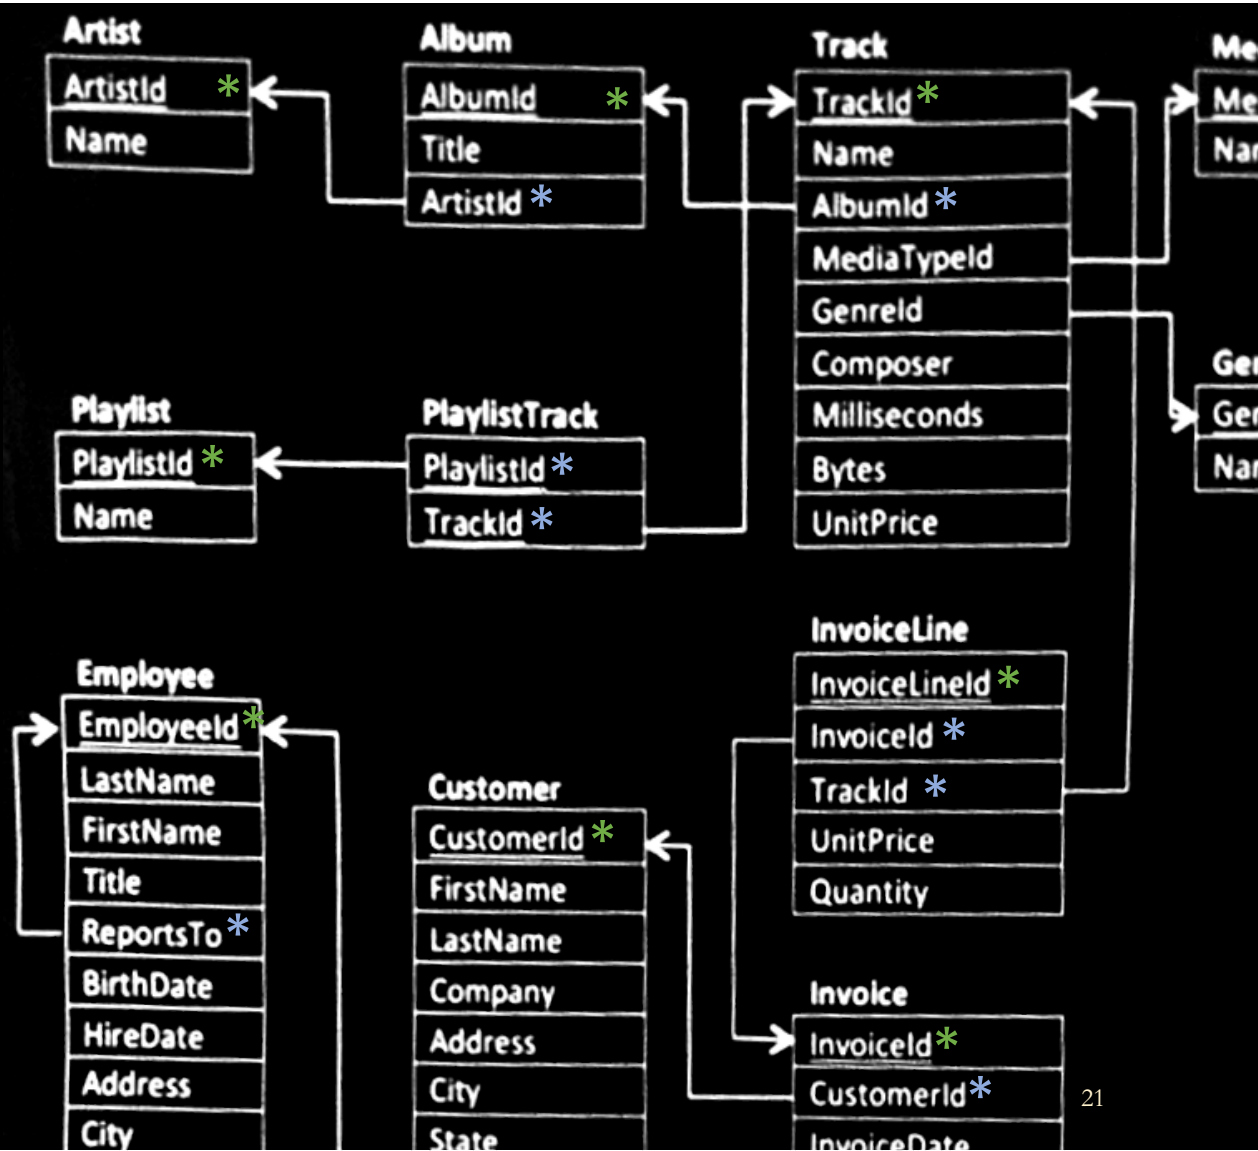 Artist
ArtistId *
Name
Album
AlbumId *
Title
ArtistId *
Track
TrackId *
Name
AlbumId *
MediaTypeId
GenreId
Composer
Milliseconds
Bytes
UnitPrice
Playlist
PlaylistId *
Name
PlaylistTrack
PlaylistId *
TrackId *
Employee
EmployeeId *
LastName
FirstName
Title
ReportsTo *
BirthDate
HireDate
Address
City
Customer
CustomerId *
FirstName
LastName
Company
Address
City
State
InvoiceLine
InvoiceLineId *
InvoiceId *
TrackId *
UnitPrice
Quantity
Invoice
InvoiceId *
CustomerId *
InvoiceDate
21